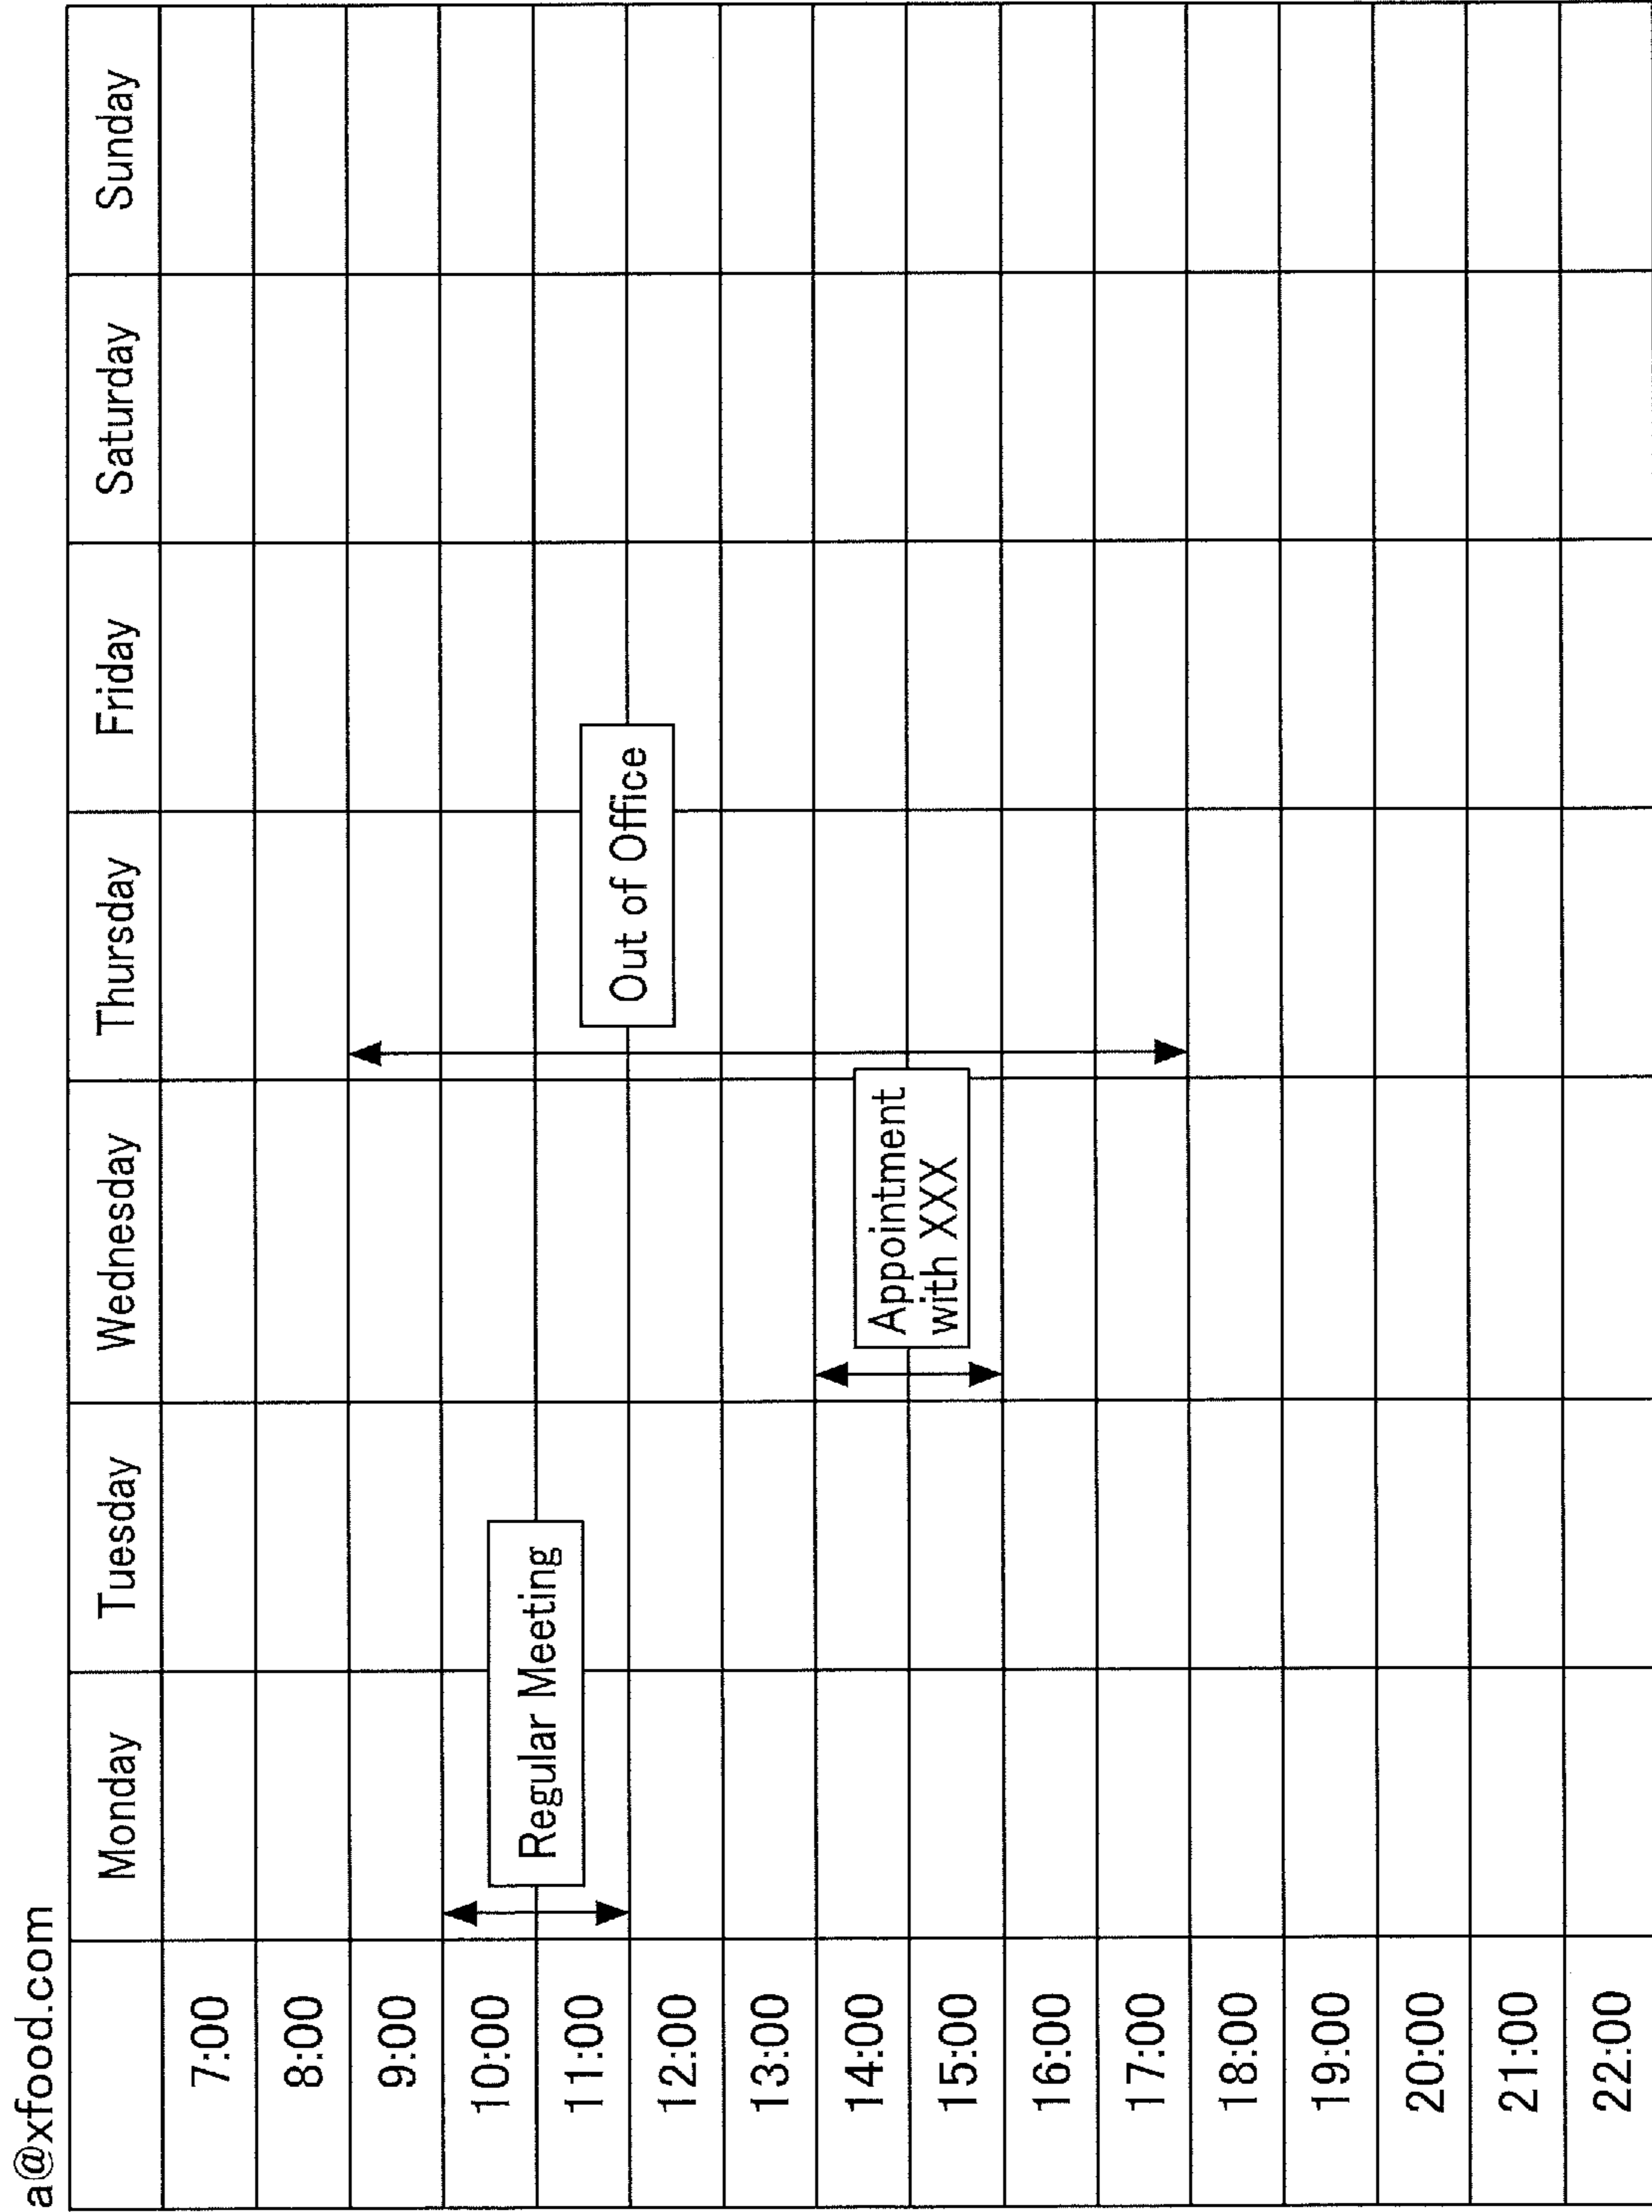 a@xfood.com
Monday Tuesday Wednesday Thursday Friday Saturday Sunday
7:00
8:00
9:00
10:00
Regular Meeting
11:00
Out of Office
12:00
13:00
14:00
Appointment
with XXX
15:00
16:00
17:00
18:00
19:00
20:00
21:00
22:00